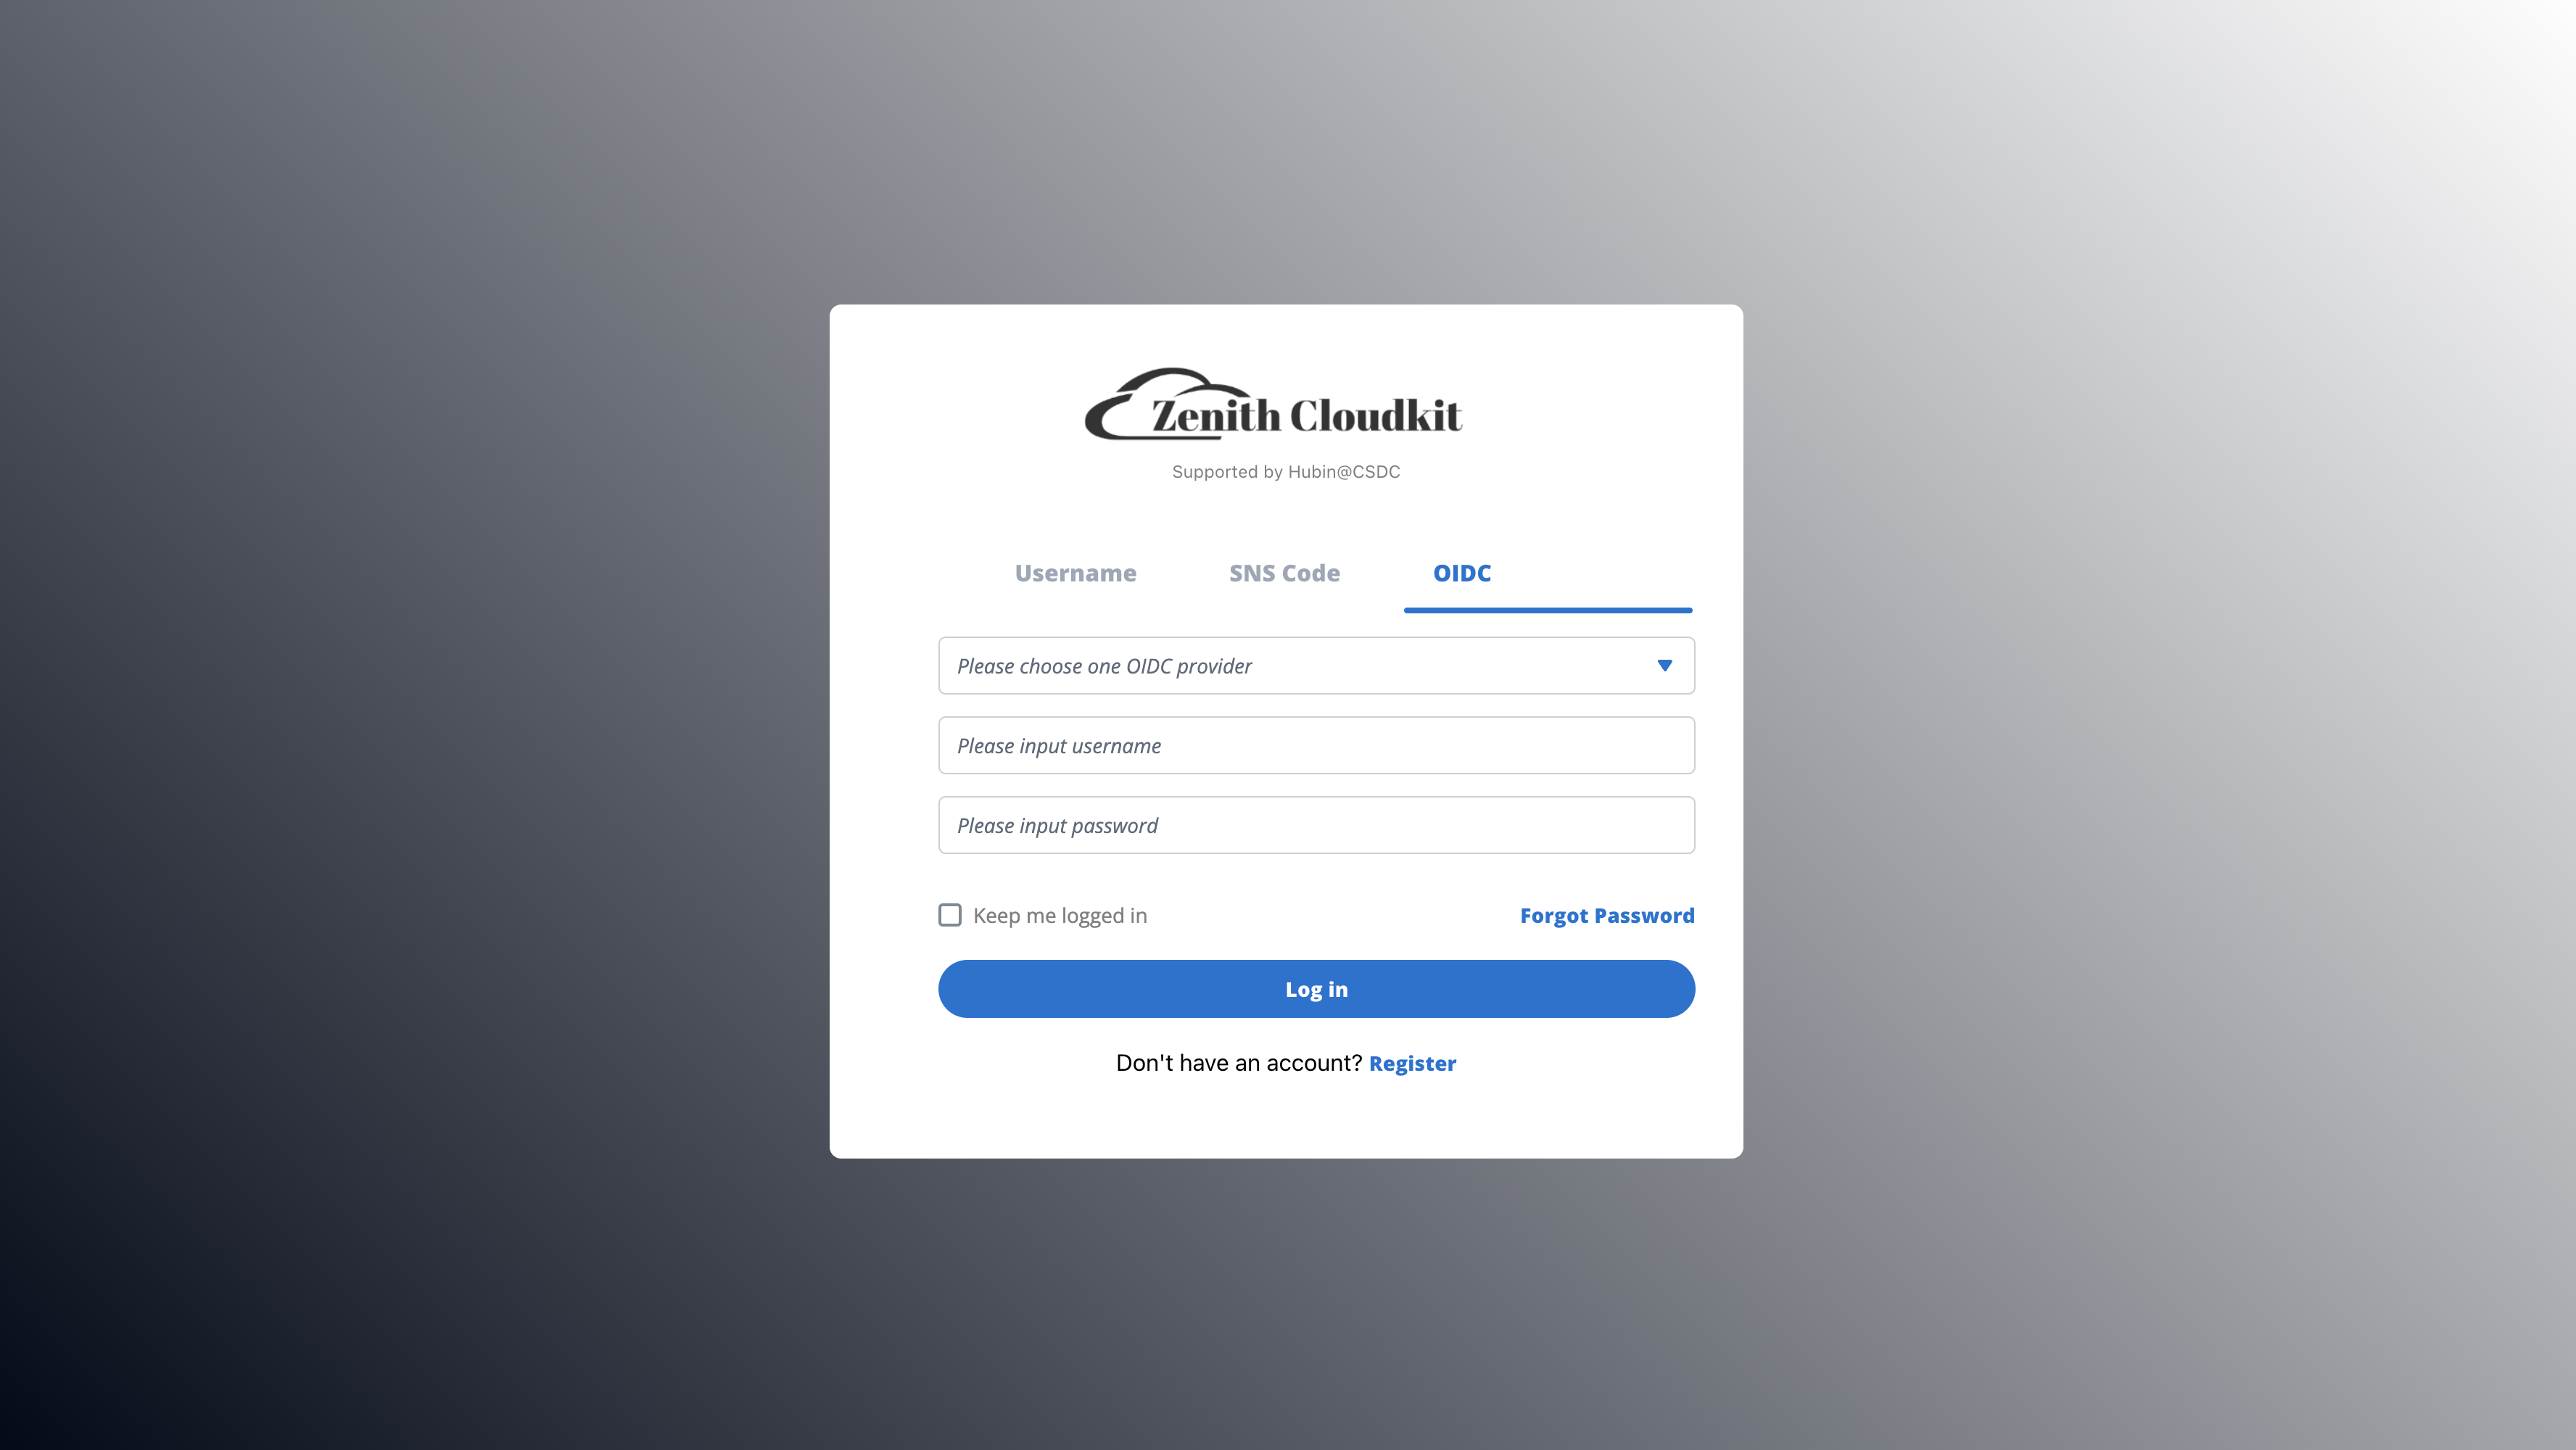 Zenith Cloudkit
Supported by Hubin@CSDC
Username SNS Code OIDC
Please choose one OIDC provider
Please input username
Please input password
Keep me logged in Forgot Password
Log in
Don't have an account? Register